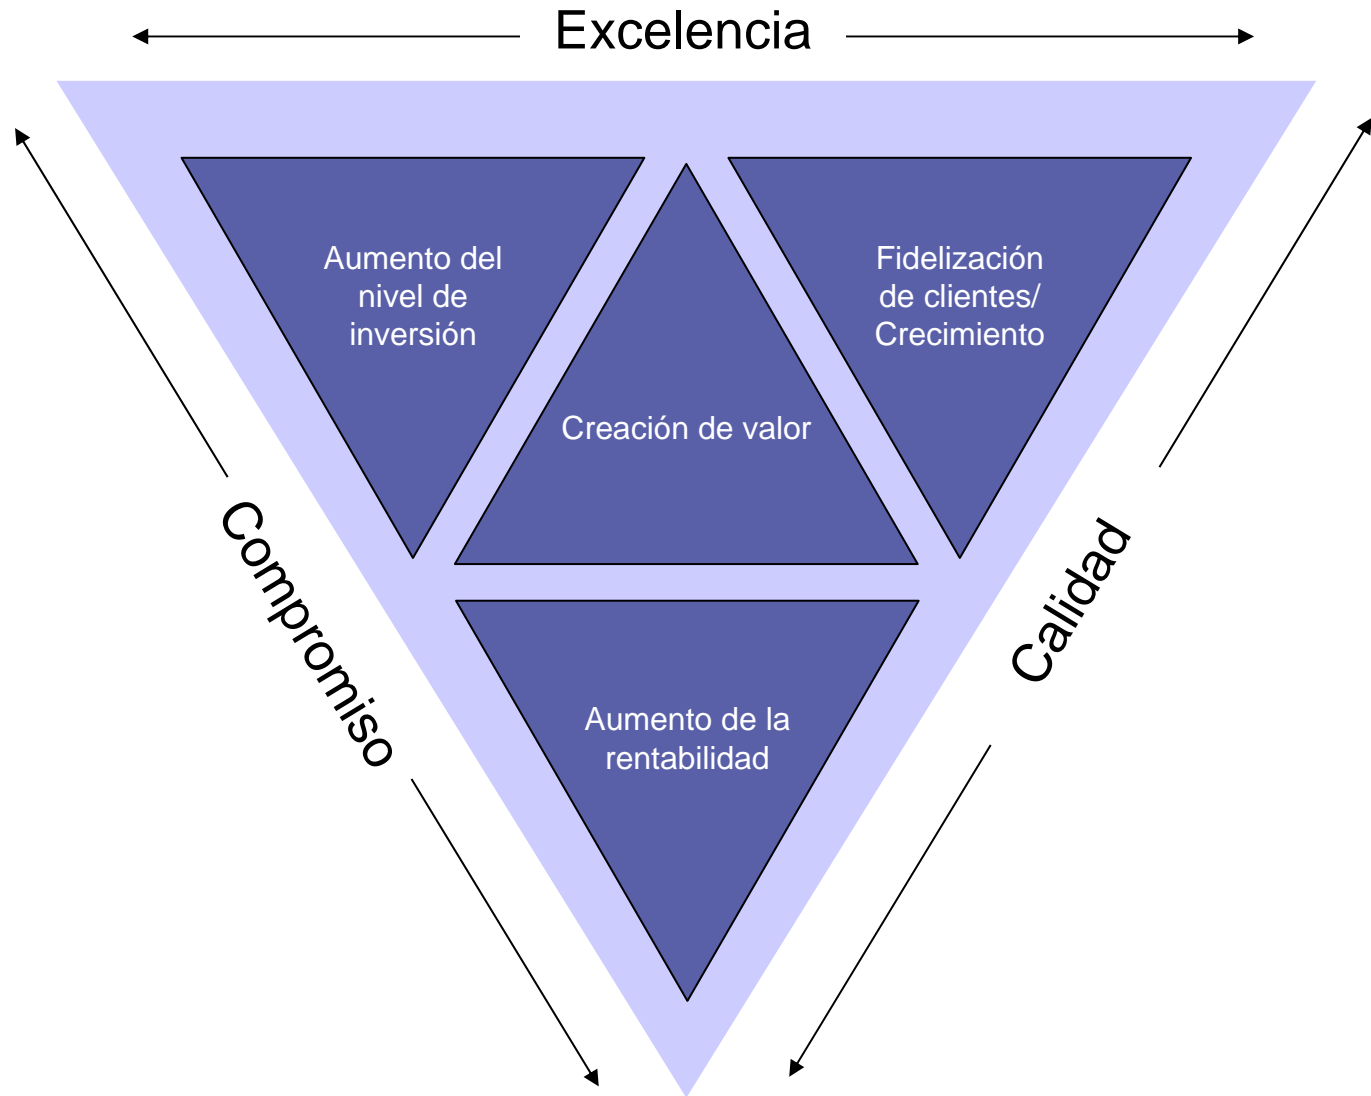 Excelencia
Aumento del
nivel de
inversión
Fidelización
de clientes/
Crecimiento
Creación de valor
Compromiso
Calidad
Aumento de la
rentabilidad